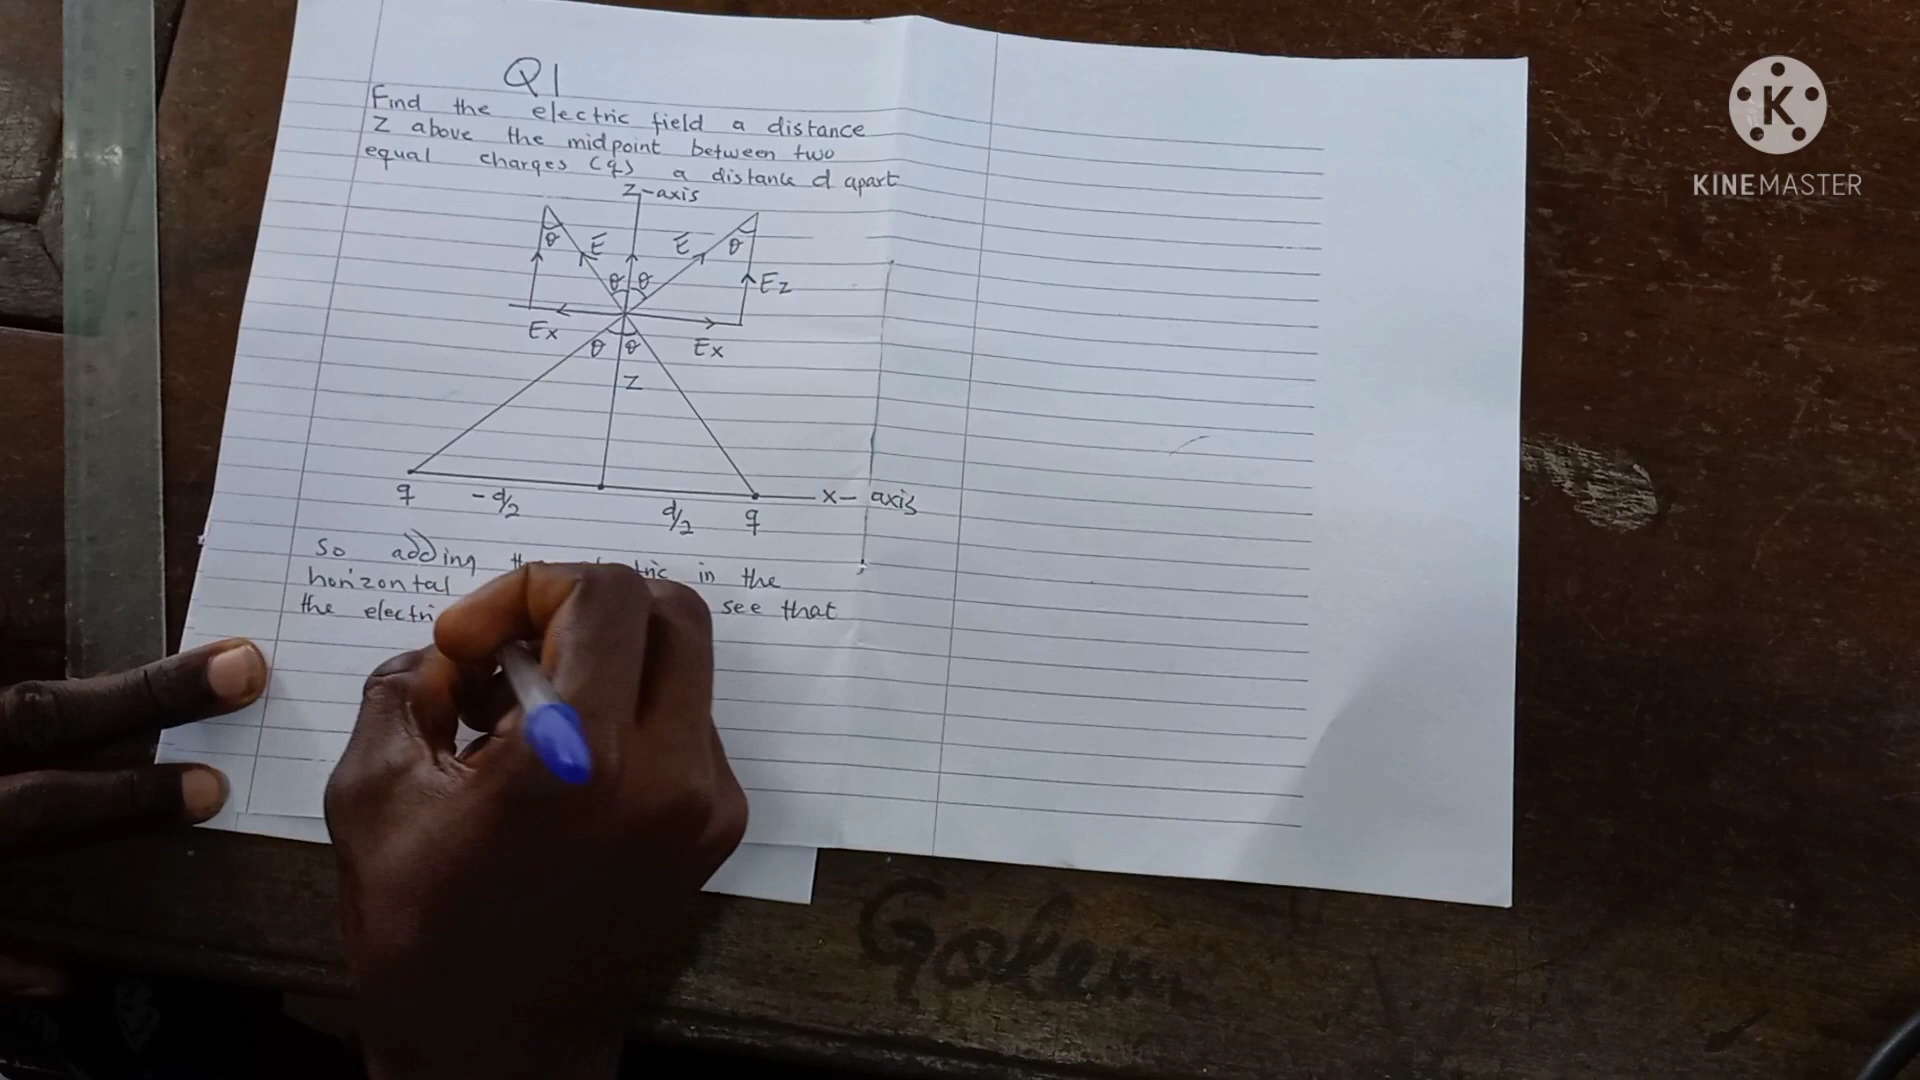 Q1
Find the electric field a distance
Z above the midpoint between two
equal charges (q) a distance d apart
Z-axis
θ E E θ
θ θ
Ez
Ex Ex
θ θ
Z
x-axis
q -d/2 d/2 q
So adding in the
horizontal
the see that
K
KINEMASTER
Golem